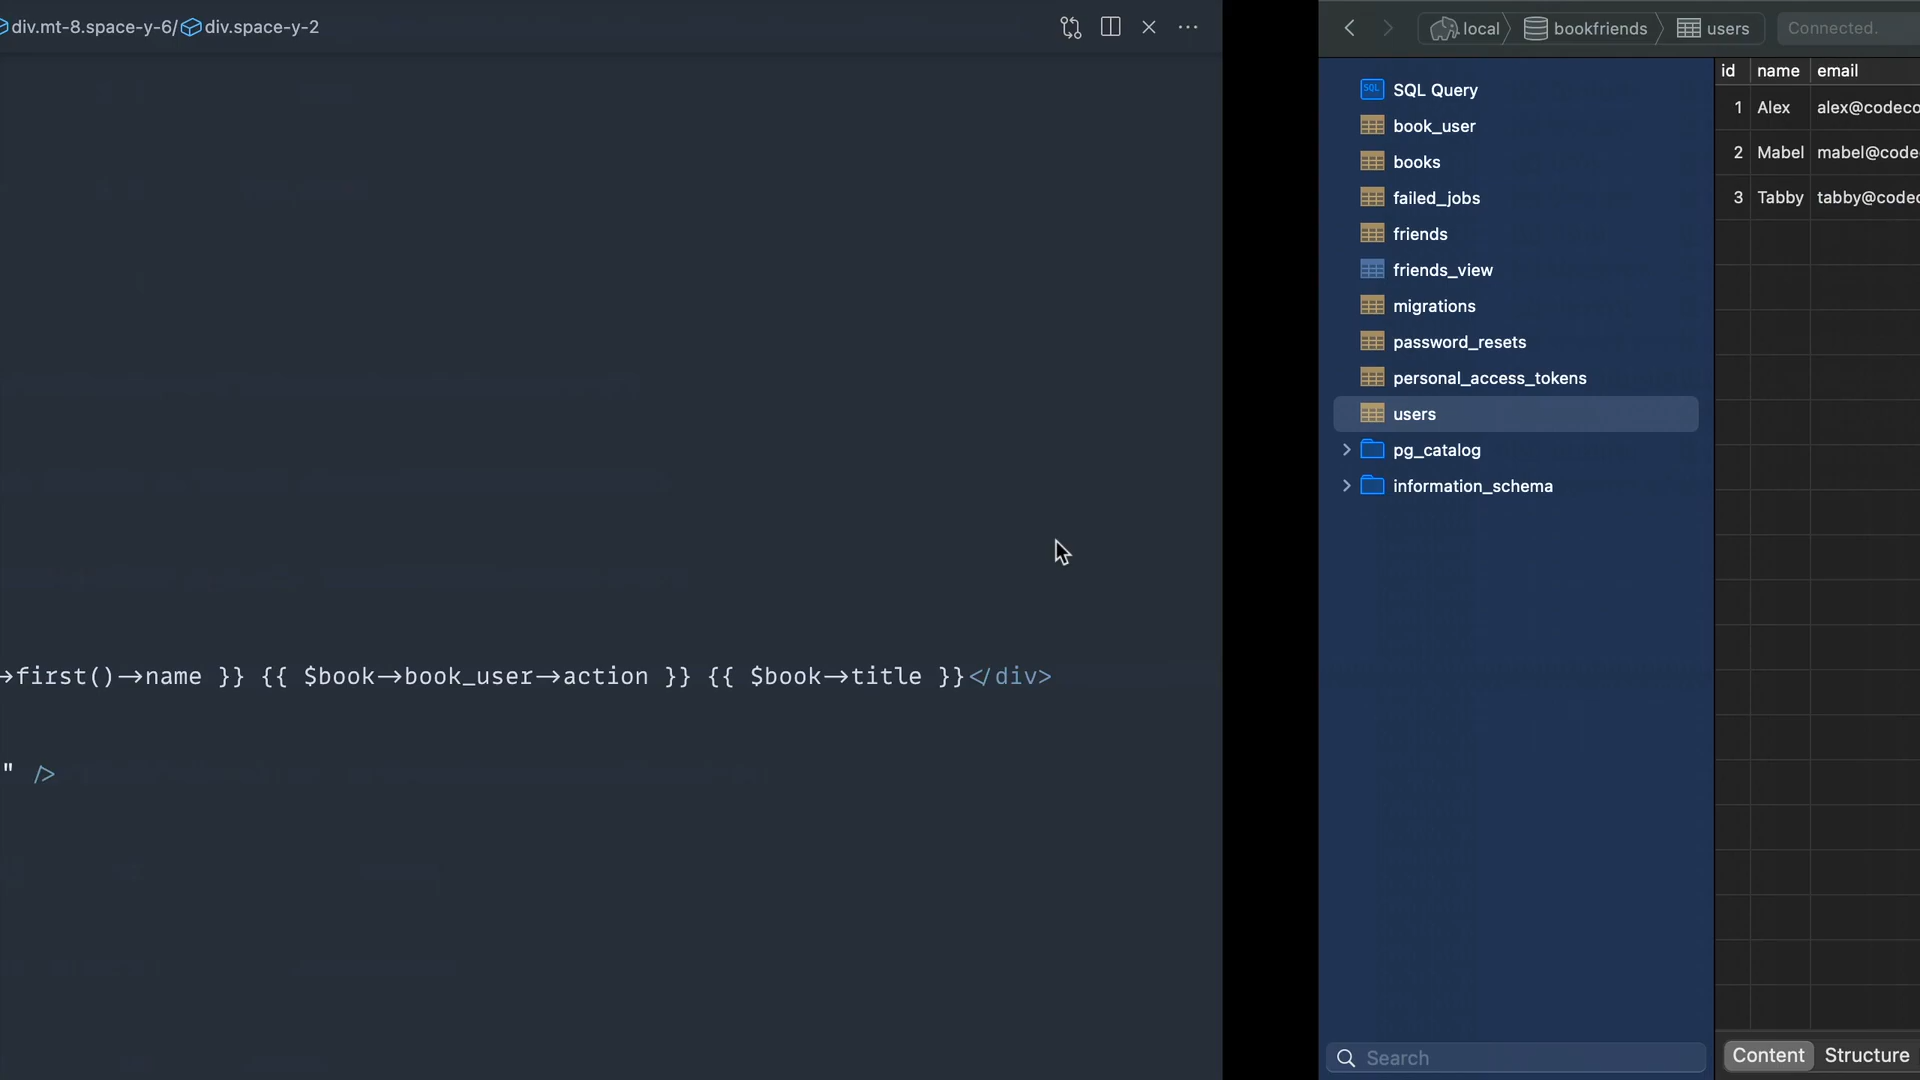 div.mt-8.space-y-6/ div.space-y-2
→first()→name }} {{ $book→book_user→action }} {{ $book→title }}</div>
" />
local bookfriends users Connected.
SQL Query
book_user
books
failed_jobs
friends
friends_view
migrations
password_resets
personal_access_tokens
users
pg_catalog
information_schema
Search
id name email
1 Alex alex@codeco
2 Mabel mabel@code
3 Tabby tabby@codec
Content Structure